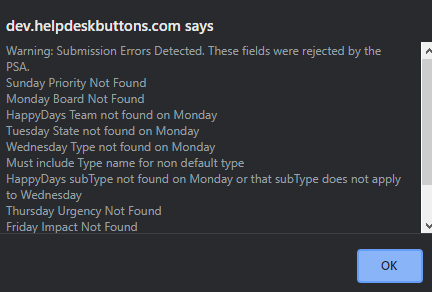 dev.helpdeskbuttons.com says
Warning: Submission Errors Detected. These fields were rejected by the
PSA.
Sunday Priority Not Found
Monday Board Not Found
HappyDays Team not found on Monday
Tuesday State not found on Monday
Wednesday Type not found on Monday
Must include Type name for non default type
HappyDays subType not found on Monday or that subType does not apply
to Wednesday
Thursday Urgency Not Found
Friday Impact Not Found
OK